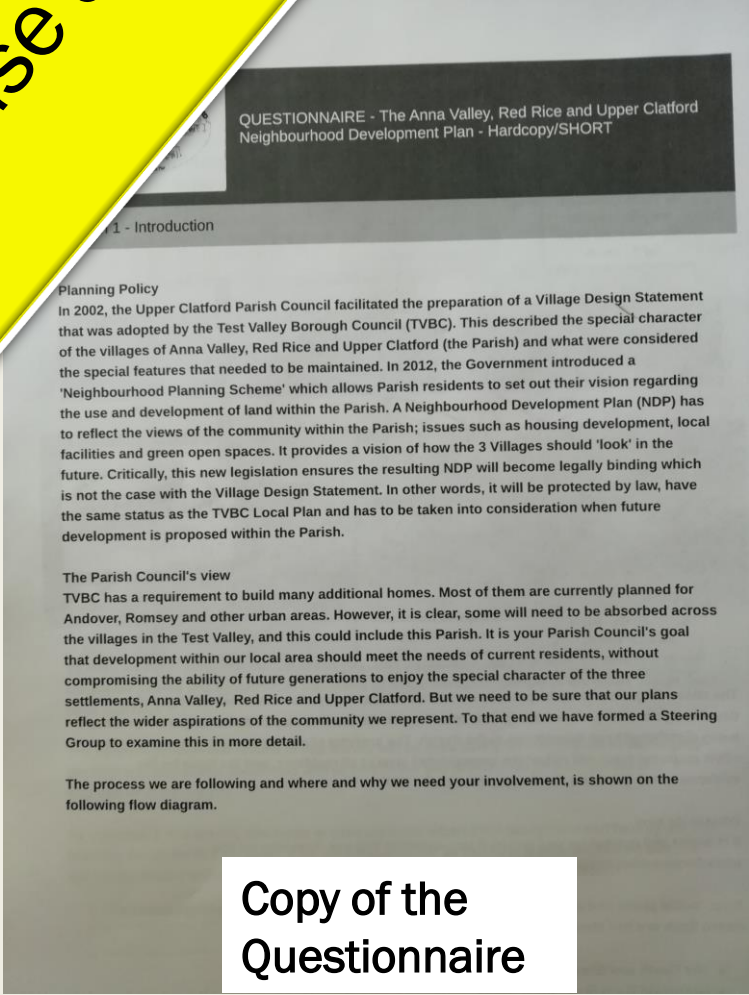 QUESTIONNAIRE - The Anna Valley, Red Rice and Upper Clatford
Neighbourhood Development Plan - Hardcopy/SHORT
1 - Introduction
Planning Policy
In 2002, the Upper Clatford Parish Council facilitated the preparation of a Village Design Statement
that was adopted by the Test Valley Borough Council (TVBC). This described the special character
of the villages of Anna Valley, Red Rice and Upper Clatford (the Parish) and what were considered
the special features that needed to be maintained. In 2012, the Government introduced a
'Neighbourhood Planning Scheme' which allows Parish residents to set out their vision regarding
the use and development of land within the Parish. A Neighbourhood Development Plan (NDP) has
to reflect the views of the community within the Parish; issues such as housing development, local
facilities and green open spaces. It provides a vision of how the 3 Villages should 'look' in the
future. Critically, this new legislation ensures the resulting NDP will become legally binding which
is not the case with the Village Design Statement. In other words, it will be protected by law, have
the same status as the TVBC Local Plan and has to be taken into consideration when future
development is proposed within the Parish.
The Parish Council's view
TVBC has a requirement to build many additional homes. Most of them are currently planned for
Andover, Romsey and other urban areas. However, it is clear, some will need to be absorbed across
the villages in the Test Valley, and this could include this Parish. It is your Parish Council's goal
that development within our local area should meet the needs of current residents, without
compromising the ability of future generations to enjoy the special character of the three
settlements, Anna Valley,  Red Rice and Upper Clatford. But we need to be sure that our plans
reflect the wider aspirations of the community we represent. To that end we have formed a Steering
Group to examine this in more detail.
The process we are following and where and why we need your involvement, is shown on the
following flow diagram.
Copy of the
Questionnaire